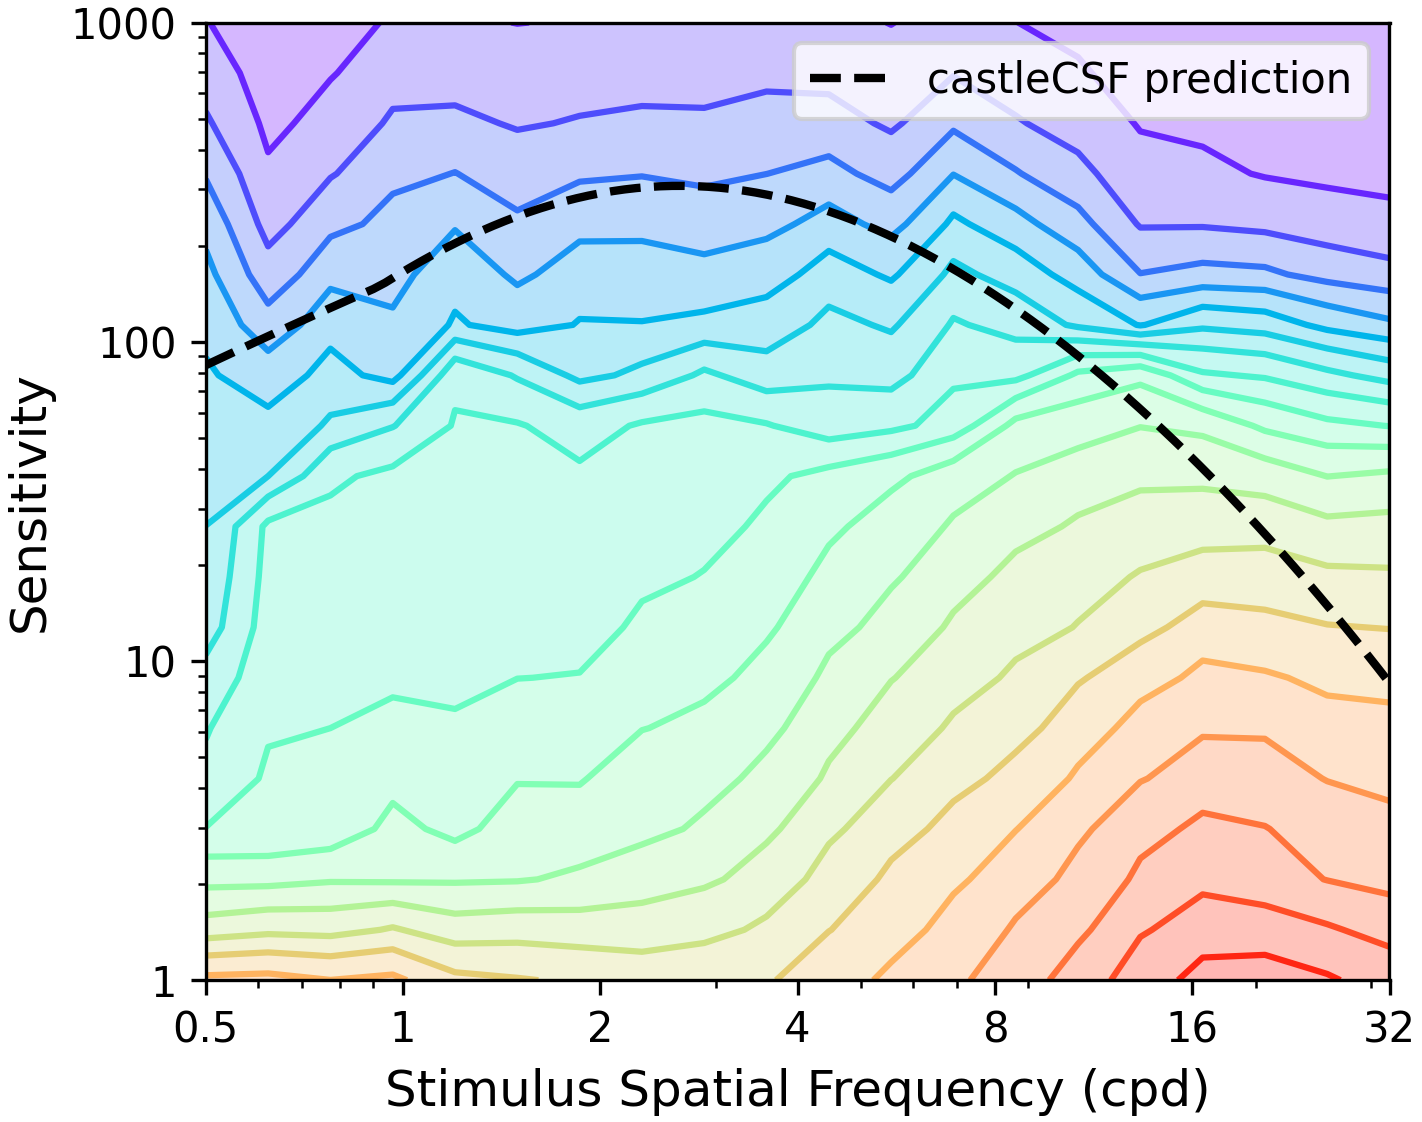 1000
100
10
1
Sensitivity
castleCSF prediction
0.5 1 2 4 8 16 32
Stimulus Spatial Frequency (cpd)